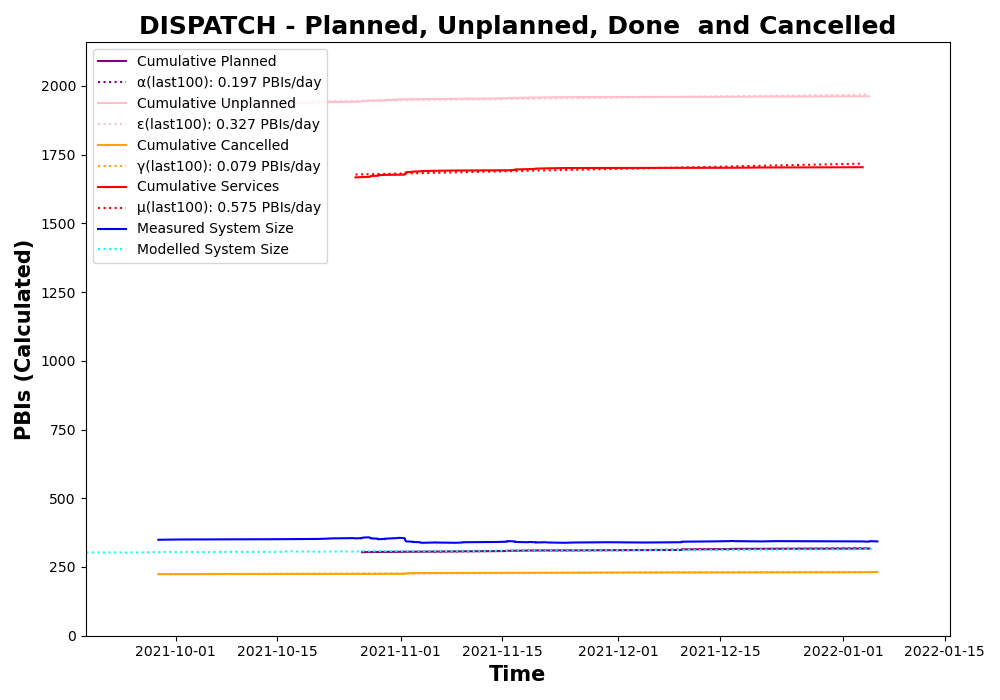 DISPATCH - Planned, Unplanned, Done  and Cancelled
Cumulative Planned
α(last100): 0.197 PBIs/day
Cumulative Unplanned
ε(last100): 0.327 PBIs/day
Cumulative Cancelled
γ(last100): 0.079 PBIs/day
Cumulative Services
μ(last100): 0.575 PBIs/day
Measured System Size
Modelled System Size
PBIs (Calculated)
2000
1750
1500
1250
1000
750
500
250
0
2021-10-01 2021-10-15 2021-11-01 2021-11-15 2021-12-01 2021-12-15 2022-01-01 2022-01-15
Time